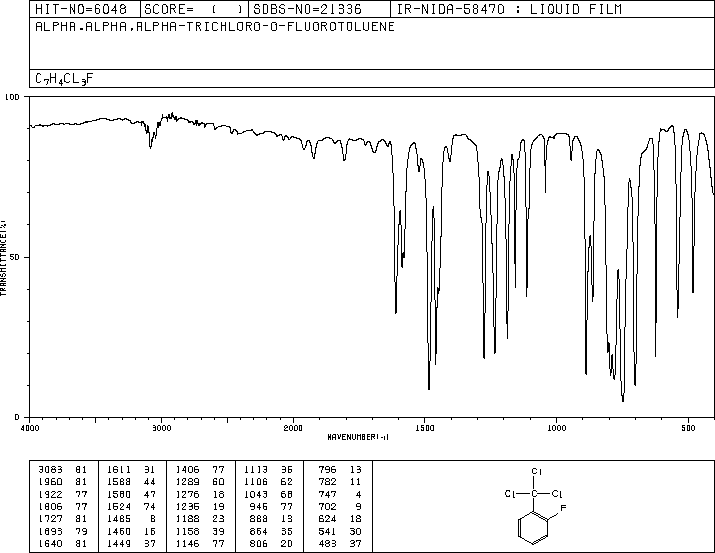 HIT-NO=6048 SCORE= ( ) SDBS-NO=21336 IR-NIDA-58470 : LIQUID FILM
ALPHA,ALPHA,ALPHA-TRICHLORO-O-FLUOROTOLUENE
C7H4CL3F
100
50
0
TRANSMITTANCE(%)
4000 3000 2000 1500 1000 500
WAVENUMBER(-1)
3083 81 1611 31 1406 77 1113 36 796 13
1960 81 1588 44 1289 60 1106 62 782 11
1922 77 1580 47 1276 18 1043 68 747 4
1806 77 1524 74 1235 19 945 77 702 9
1727 81 1485 8 1188 23 888 13 624 18
1693 79 1460 16 1158 39 864 35 541 30
1640 81 1449 37 1146 77 806 20 483 37
Cl
Cl C Cl
F